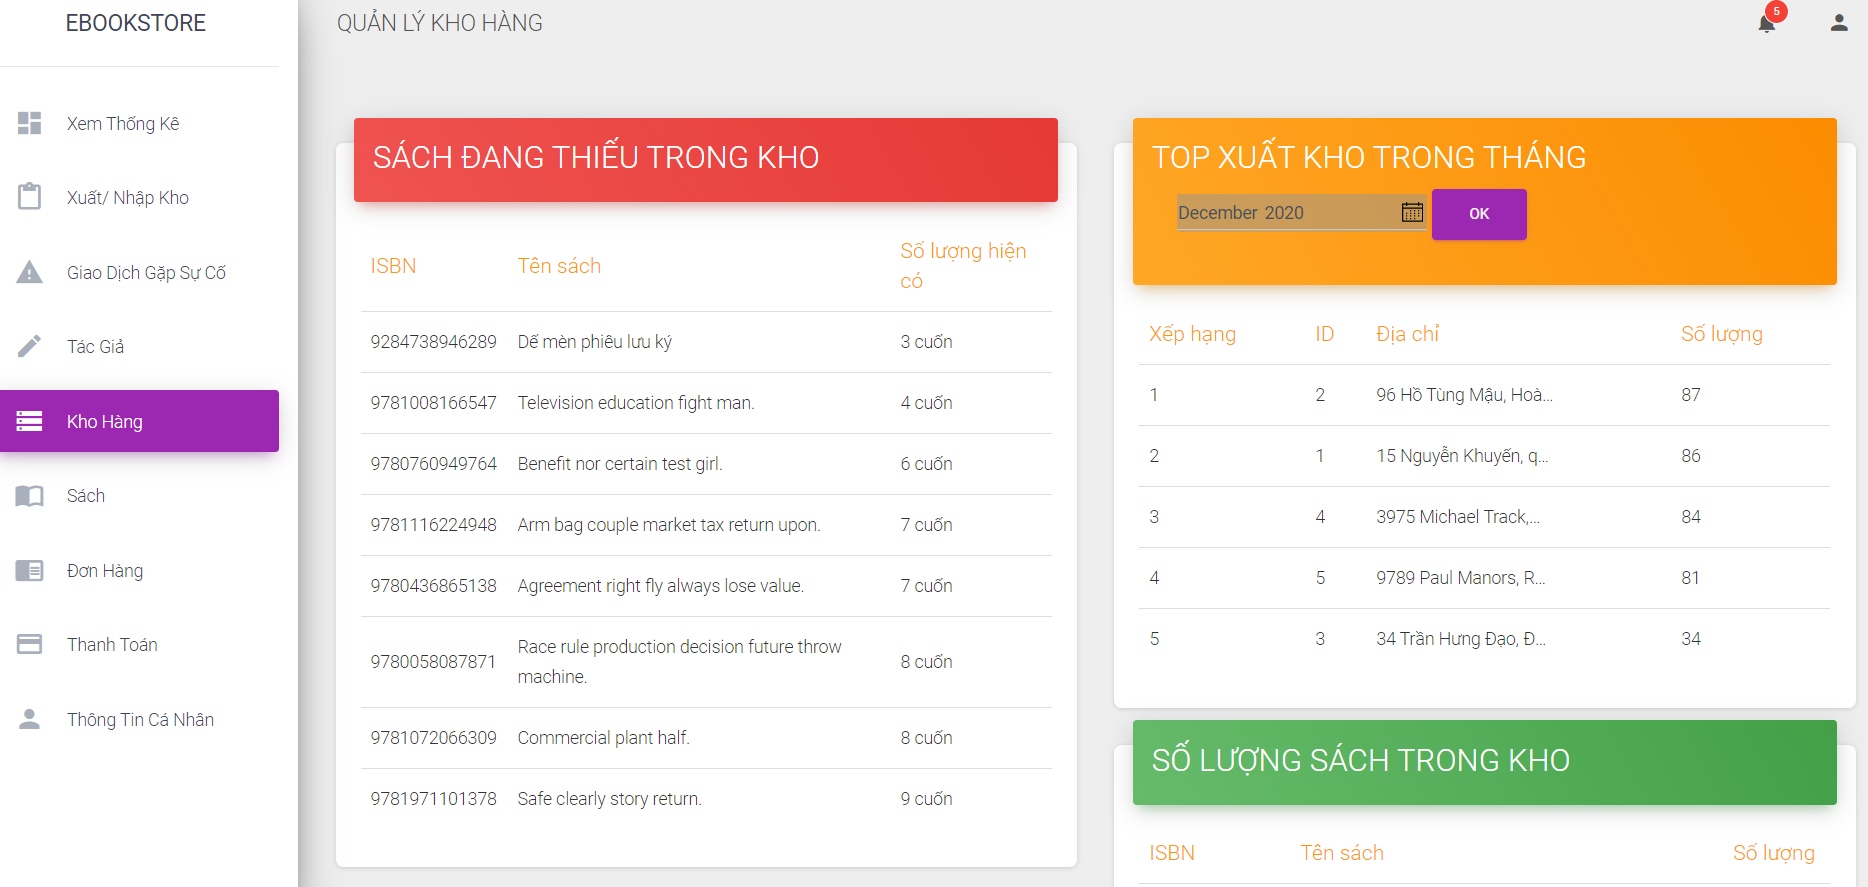 EBOOKSTORE
Xem Thống Kê
Xuất/ Nhập Kho
Giao Dịch Gặp Sự Cố
Tác Giả
Kho Hàng
Sách
Đơn Hàng
Thanh Toán
Thông Tin Cá Nhân
QUẢN LÝ KHO HÀNG
5
SÁCH ĐANG THIẾU TRONG KHO
ISBN Tên sách Số lượng hiện
có
9284738946289 Dế mèn phiêu lưu ký 3 cuốn
9781008166547 Television education fight man. 4 cuốn
9780760949764 Benefit nor certain test girl. 6 cuốn
9781116224948 Arm bag couple market tax return upon. 7 cuốn
9780436865138 Agreement right fly always lose value. 7 cuốn
9780058087871 Race rule production decision future throw
machine. 8 cuốn
9781072066309 Commercial plant half. 8 cuốn
9781971101378 Safe clearly story return. 9 cuốn
TOP XUẤT KHO TRONG THÁNG
December 2020 OK
Xếp hạng ID Địa chỉ Số lượng
1 2 96 Hồ Tùng Mậu, Hoà... 87
2 1 15 Nguyễn Khuyến, q... 86
3 4 3975 Michael Track,... 84
4 5 9789 Paul Manors, R... 81
5 3 34 Trần Hưng Đạo, Đ... 34
SỐ LƯỢNG SÁCH TRONG KHO
ISBN Tên sách Số lượng